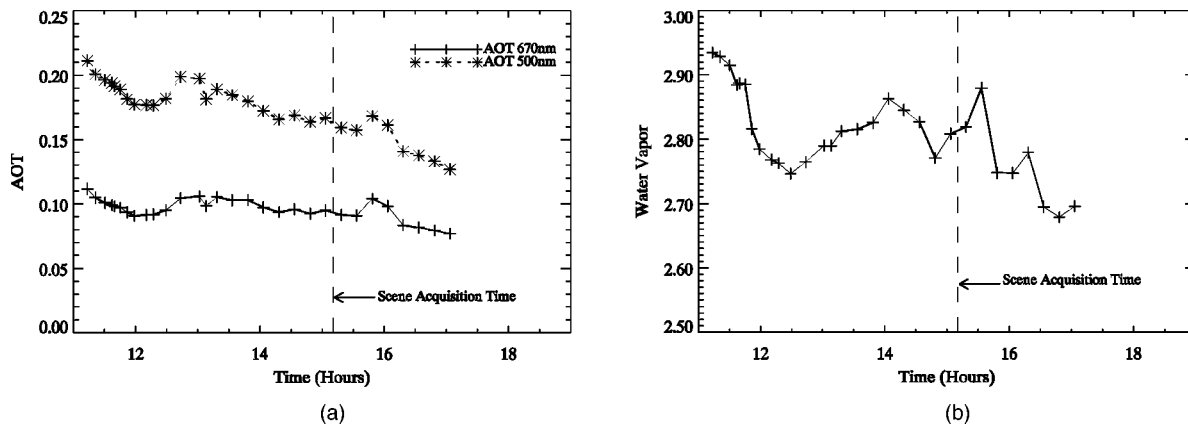 0.25
0.20
0.15
0.10
0.05
0.00
AOT
AOT 670nm
AOT 500nm
Scene Acquisition Time
12 14 16 18
Time (Hours)
(a)
3.00
2.90
2.80
2.70
2.60
2.50
Water Vapor
Scene Acquisition Time
12 14 16 18
Time (Hours)
(b)